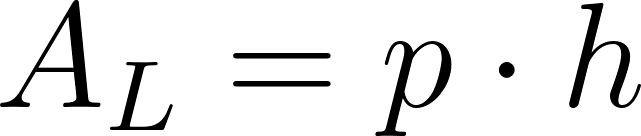 A_L = p · h